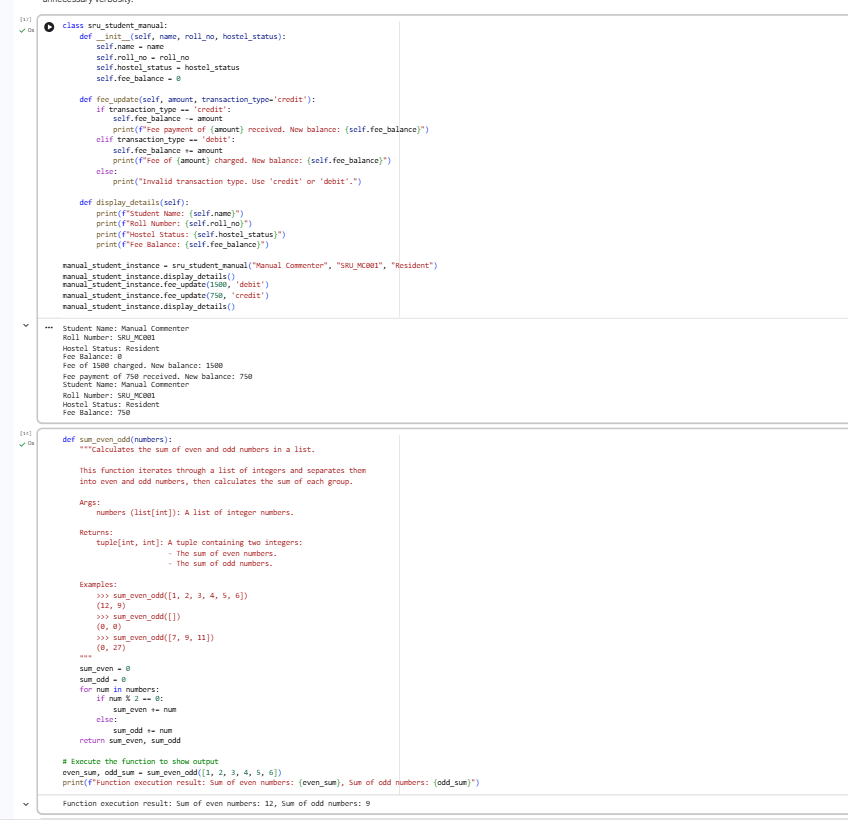 unnecessary verbosity.
class sru_student_manual:
    def __init__(self, name, roll_no, hostel_status):
        self.name = name
        self.roll_no = roll_no
        self.hostel_status = hostel_status
        self.fee_balance = 0
    def fee_update(self, amount, transaction_type='credit'):
        if transaction_type == 'credit':
            self.fee_balance -= amount
            print(f"Fee payment of {amount} received. New balance: {self.fee_balance}")
        elif transaction_type == 'debit':
            self.fee_balance += amount
            print(f"Fee of {amount} charged. New balance: {self.fee_balance}")
        else:
            print("Invalid transaction type. Use 'credit' or 'debit'.")
    def display_details(self):
        print(f"Student Name: {self.name}")
        print(f"Roll Number: {self.roll_no}")
        print(f"Hostel Status: {self.hostel_status}")
        print(f"Fee Balance: {self.fee_balance}")
manual_student_instance = sru_student_manual("Manual Commenter", "SRU_MC001", "Resident")
manual_student_instance.display_details()
manual_student_instance.fee_update(1500, 'debit')
manual_student_instance.fee_update(750, 'credit')
manual_student_instance.display_details()
Student Name: Manual Commenter
Roll Number: SRU_MC001
Hostel Status: Resident
Fee Balance: 0
Fee of 1500 charged. New balance: 1500
Fee payment of 750 received. New balance: 750
Student Name: Manual Commenter
Roll Number: SRU_MC001
Hostel Status: Resident
Fee Balance: 750
def sum_even_odd(numbers):
    """Calculates the sum of even and odd numbers in a list.
    This function iterates through a list of integers and separates them
    into even and odd numbers, then calculates the sum of each group.
    Args:
        numbers (list[int]): A list of integer numbers.
    Returns:
        tuple[int, int]: A tuple containing two integers:
                         - The sum of even numbers.
                         - The sum of odd numbers.
    Examples:
        >>> sum_even_odd([1, 2, 3, 4, 5, 6])
        (12, 9)
        >>> sum_even_odd([])
        (0, 0)
        >>> sum_even_odd([7, 9, 11])
        (0, 27)
    """
    sum_even = 0
    sum_odd = 0
    for num in numbers:
        if num % 2 == 0:
            sum_even += num
        else:
            sum_odd += num
    return sum_even, sum_odd
# Execute the function to show output
even_sum, odd_sum = sum_even_odd([1, 2, 3, 4, 5, 6])
print(f"Function execution result: Sum of even numbers: {even_sum}, Sum of odd numbers: {odd_sum}")
Function execution result: Sum of even numbers: 12, Sum of odd numbers: 9